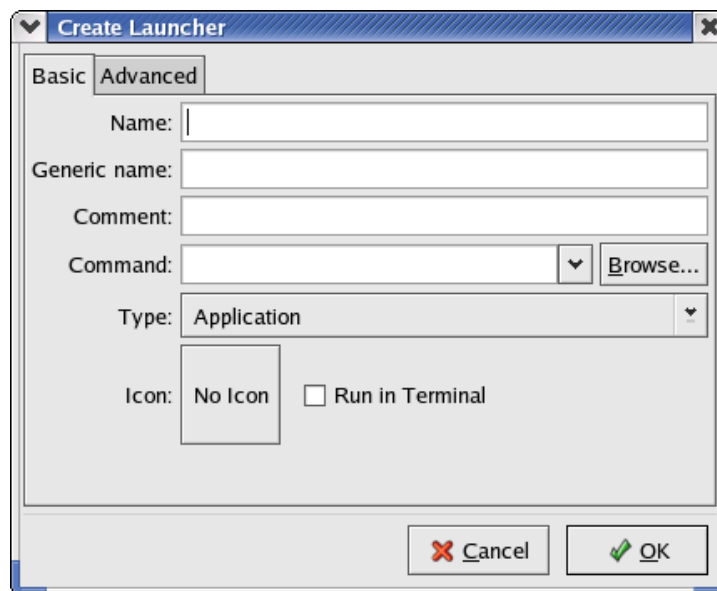 Create Launcher
Basic Advanced
Name:
Generic name:
Comment:
Command: Browse...
Type: Application
Icon: No Icon Run in Terminal
Cancel OK